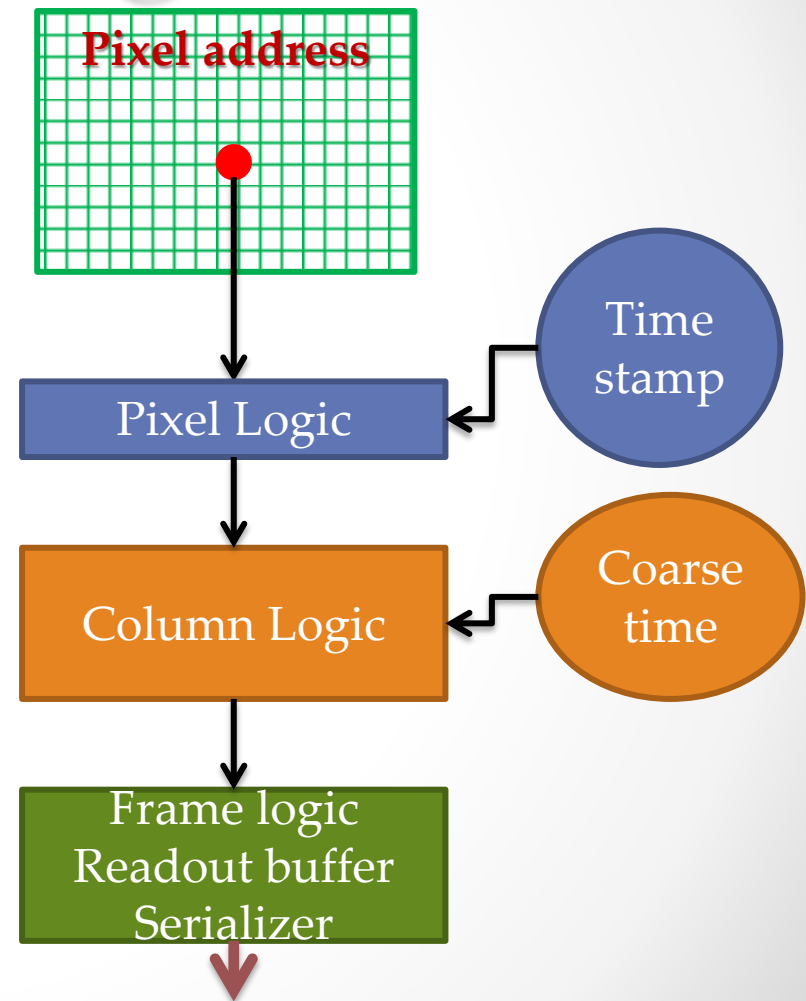 Pixel address
Time
stamp
Pixel Logic
Coarse
time
Column Logic
Frame logic
Readout buffer
Serializer